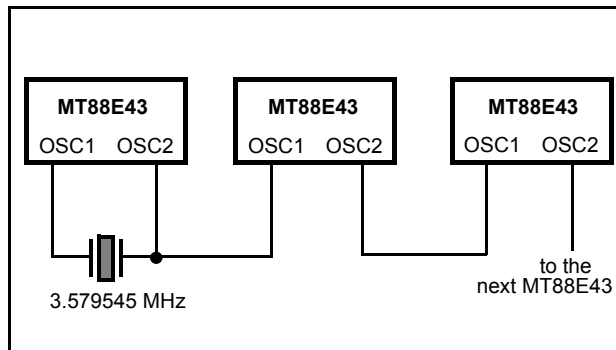 MT88E43 MT88E43 MT88E43
OSC1 OSC2 OSC1 OSC2 OSC1 OSC2
3.579545 MHz
to the
next MT88E43